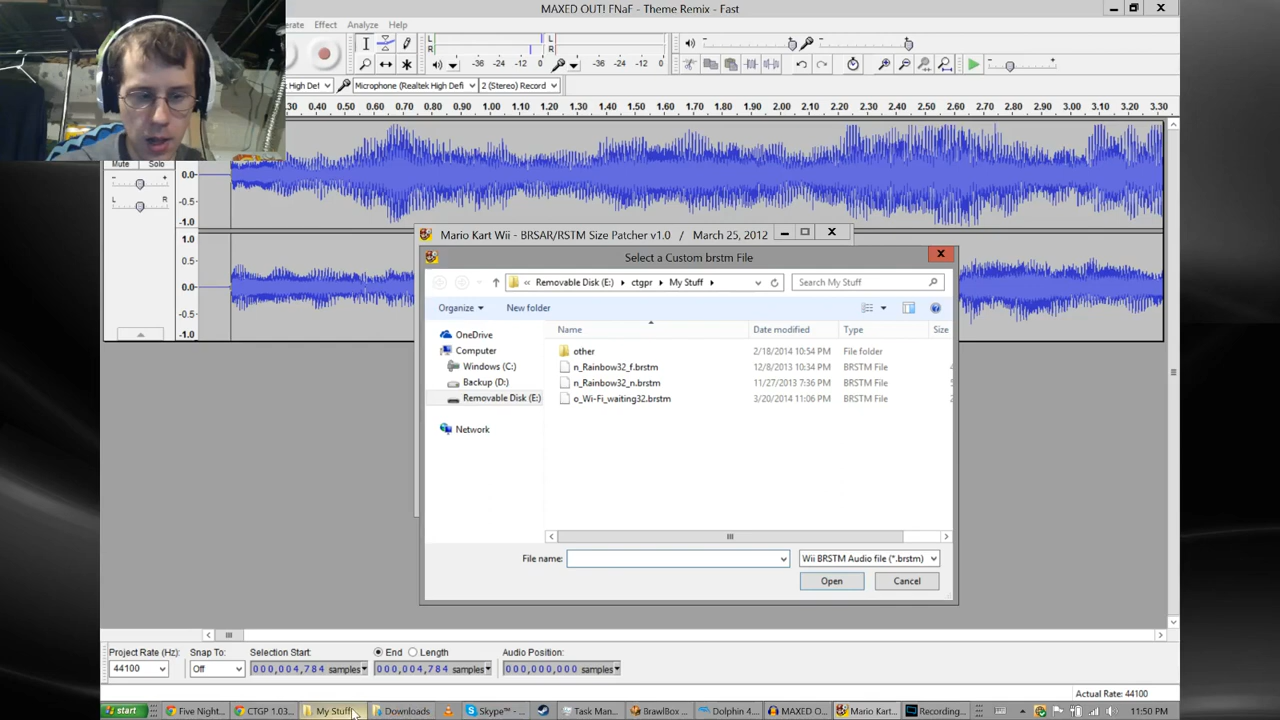 MAXED OUT! FNaF - Theme Remix - Fast
erate Effect Analyze Help
L
R
-36 -24 -12 0
L
R
-36 -24 -12 0
High Def Microphone (Realtek High Defi 2 (Stereo) Record
0.30 0.40 0.50 0.60 0.70 0.80 0.90 1.00 1.10 1.20 1.30 1.40 1.50 1.60 1.70 1.80 1.90 2.00 2.10 2.20 2.30 2.40 2.50 2.60 2.70 2.80 2.90 3.00 3.10 3.20 3.30
Mute Solo
- +
L R
0.0
-0.5
-1.0
1.0
0.5
0.0
-0.5
-1.0
Mario Kart Wii - BRSAR/RSTM Size Patcher v1.0 / March 25, 2012
Select a Custom brstm File
« Removable Disk (E:) ctgpr My Stuff
Search My Stuff
Organize New folder
OneDrive
Computer
Windows (C:)
Backup (D:)
Removable Disk (E:)
Network
Name Date modified Type Size
other 2/18/2014 10:54 PM File folder
n_Rainbow32_f.brstm 12/8/2013 10:34 PM BRSTM File
n_Rainbow32_n.brstm 11/27/2013 7:36 PM BRSTM File
o_Wi-Fi_waiting32.brstm 3/20/2014 11:06 PM BRSTM File
File name: Wii BRSTM Audio file (*.brstm)
Open Cancel
Project Rate (Hz): Snap To: Selection Start: End Length Audio Position:
44100 Off 000,004,784 samples 000,004,784 samples 000,000,000 samples
Actual Rate: 44100
start Five Night... CTGP 1.03... My Stuff Downloads Skype™ -... Task Man... BrawlBox ... Dolphin 4... MAXED O... Mario Kart... Recording... 11:50 PM